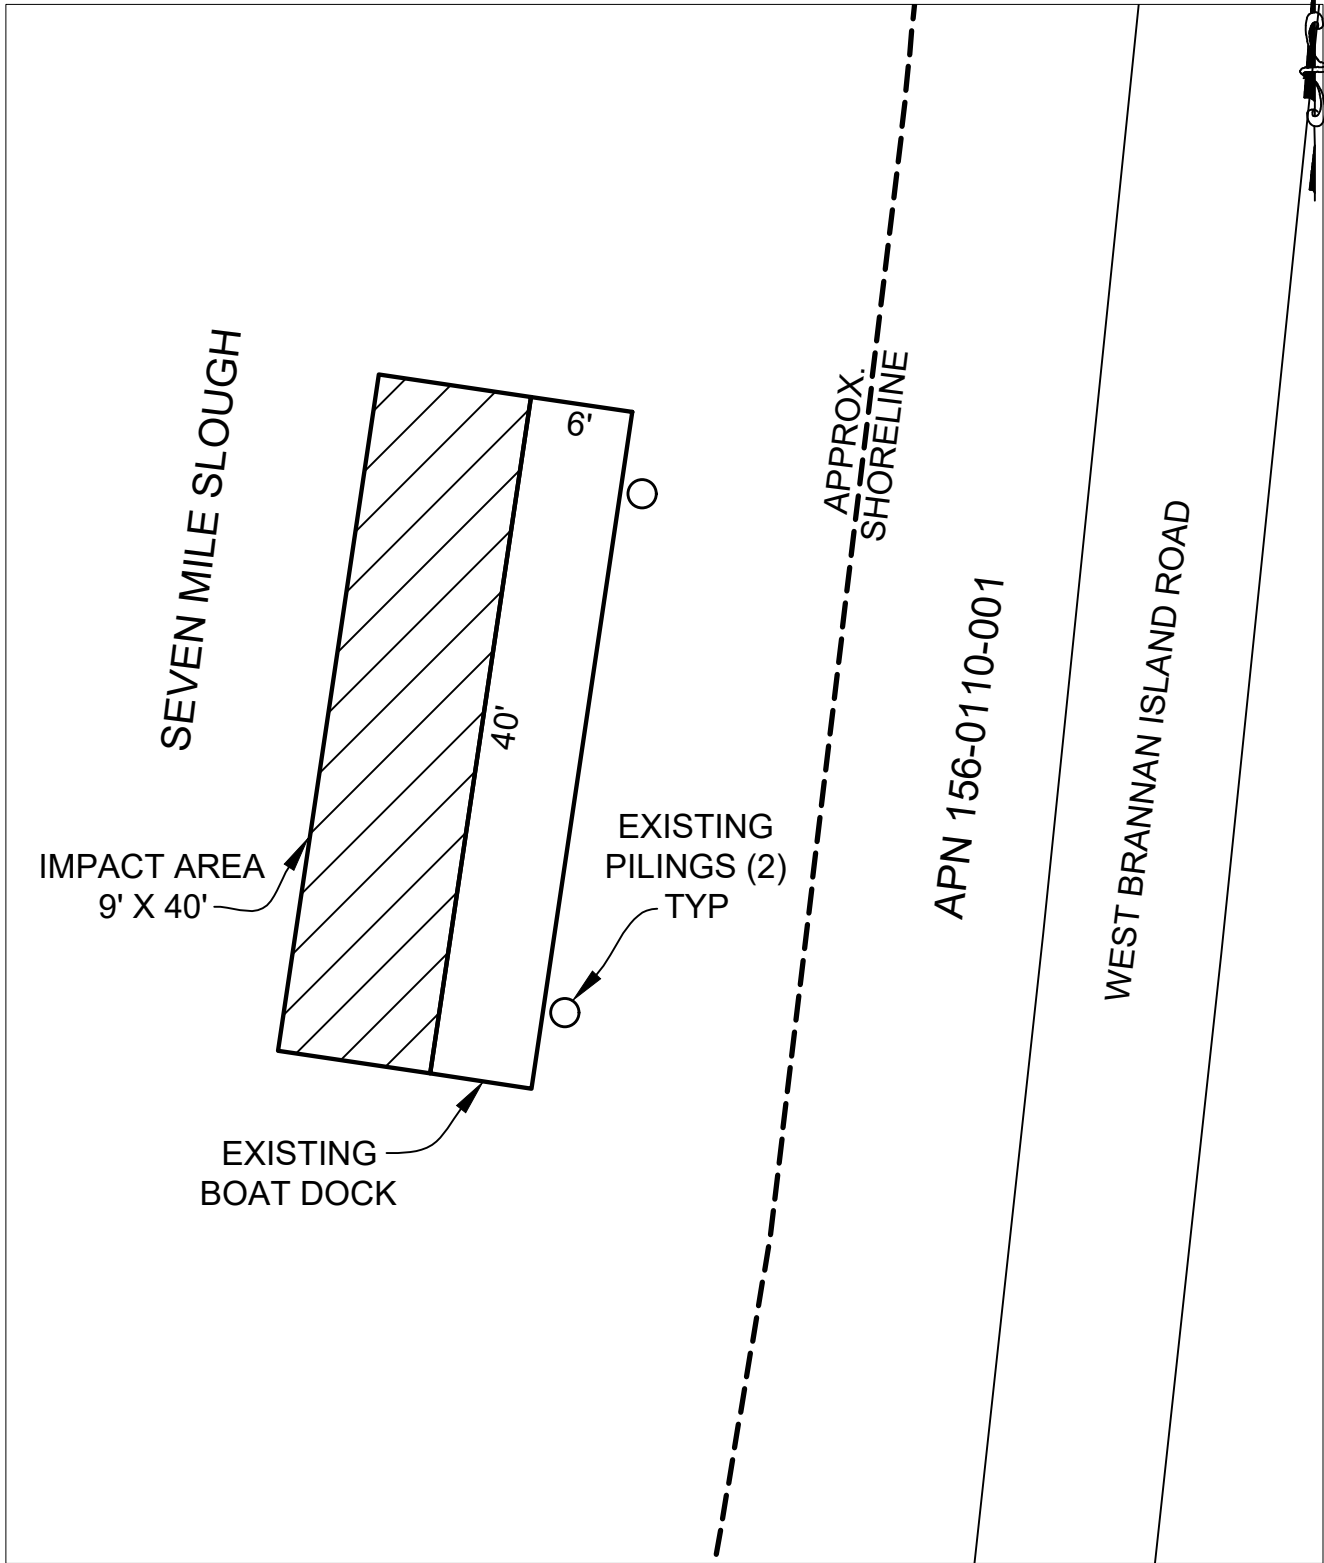 SEVEN MILE SLOUGH
6'
40'
APPROX.
SHORELINE
APN 156-0110-001
WEST BRANNAN ISLAND ROAD
IMPACT AREA
9' X 40'
EXISTING
PILINGS (2)
TYP
EXISTING
BOAT DOCK